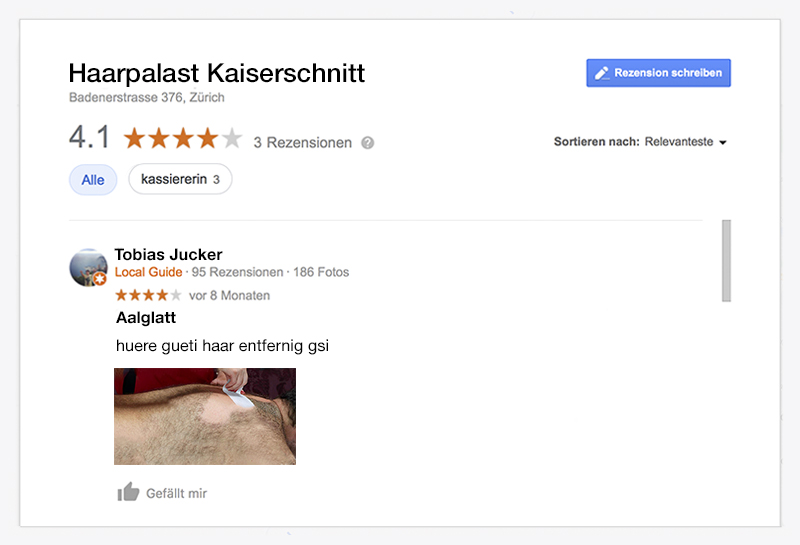 Haarpalast Kaiserschnitt
Rezension schreiben
Badenerstrasse 376, Zürich
4.1 3 Rezensionen ?
Sortieren nach: Relevanteste
Alle kassiererin 3
Tobias Jucker
Local Guide · 95 Rezensionen · 186 Fotos
vor 8 Monaten
Aalglatt
huere gueti haar entfernig gsi
Gefällt mir